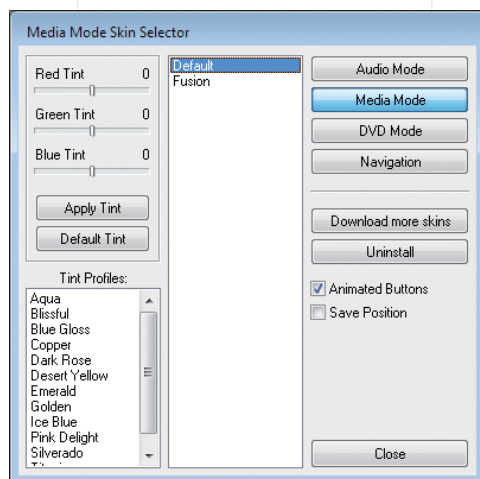 Media Mode Skin Selector
Red Tint 0
Green Tint 0
Blue Tint 0
Apply Tint
Default Tint
Tint Profiles:
Aqua
Blissful
Blue Gloss
Copper
Dark Rose
Desert Yellow
Emerald
Golden
Ice Blue
Pink Delight
Silverado
Default
Fusion
Audio Mode
Media Mode
DVD Mode
Navigation
Download more skins
Uninstall
Animated Buttons
Save Position
Close